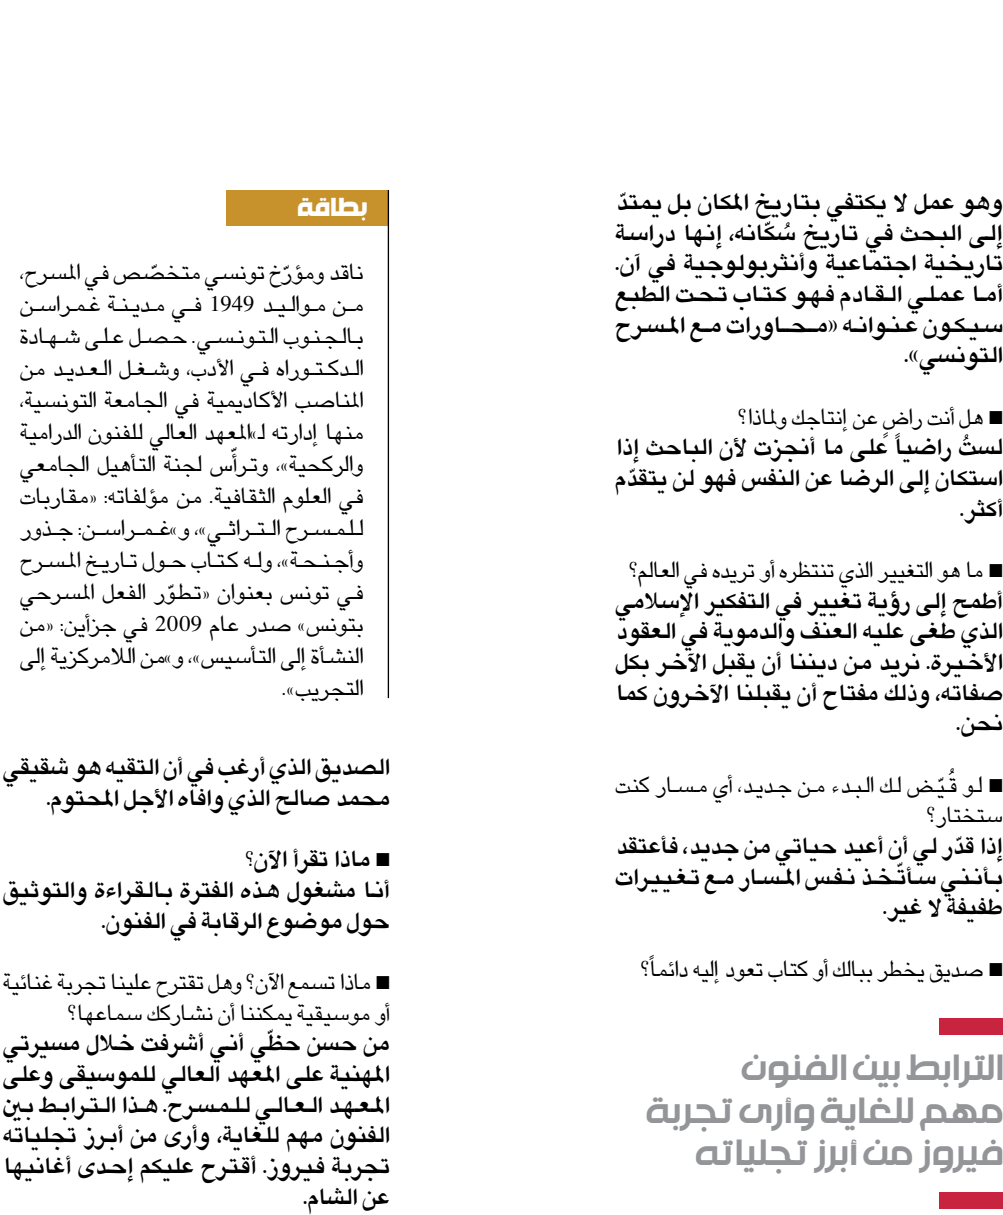 وهو عمل لا يكتفي بتاريخ المكان بل يمتدّ
إلى البحث في تاريخ سُكّانه، إنها دراسة
تاريخية اجتماعية وأنثربولوجية في آن.
أما عملي القادم فهو كتاب تحت الطبع
سيكون عنوانه «محاورات مع المسرح
التونسي».
■ هل أنت راضٍ عن إنتاجك ولماذا؟
لستُ راضياً على ما أنجزت لأن الباحث إذا
استكان إلى الرضا عن النفس فهو لن يتقدّم
أكثر.
■ ما هو التغيير الذي تنتظره أو تريده في العالم؟
أطمح إلى رؤية تغيير في التفكير الإسلامي
الذي طغى عليه العنف والدموية في العقود
الأخيرة. نريد من ديننا أن يقبل الآخر بكل
صفاته، وذلك مفتاح أن يقبلنا الآخرون كما
نحن.
■ لو قُيّض لك البدء من جديد، أي مسار كنت
ستختار؟
إذا قدّر لي أن أعيد حياتي من جديد، فأعتقد
بأنني سأتّخذ نفس المسار مع تغييرات
طفيفة لا غير.
■ صديق يخطر ببالك أو كتاب تعود إليه دائماً؟
الترابط بين الفنون
مهم للغاية وأرى تجربة
فيروز من أبرز تجلياته
بطاقة
ناقد ومؤرّخ تونسي متخصّص في المسرح،
من مواليد 1949 في مدينة غمراسن
بالجنوب التونسي. حصل على شهادة
الدكتوراه في الأدب، وشغل العديد من
المناصب الأكاديمية في الجامعة التونسية،
منها إدارته لـ«المعهد العالي للفنون الدرامية
والركحية»، وترأّس لجنة التأهيل الجامعي
في العلوم الثقافية. من مؤلفاته: «مقاربات
للمسرح التراثي»، و«غمراسن: جذور
وأجنحة»، وله كتاب حول تاريخ المسرح
في تونس بعنوان «تطوّر الفعل المسرحي
بتونس» صدر عام 2009 في جزأين: «من
النشأة إلى التأسيس»، و«من اللامركزية إلى
التجريب».
الصديق الذي أرغب في أن التقيه هو شقيقي
محمد صالح الذي وافاه الأجل المحتوم.
■ ماذا تقرأ الآن؟
أنا مشغول هذه الفترة بالقراءة والتوثيق
حول موضوع الرقابة في الفنون.
■ ماذا تسمع الآن؟ وهل تقترح علينا تجربة غنائية
أو موسيقية يمكننا أن نشاركك سماعها؟
من حسن حظّي أني أشرفت خلال مسيرتي
المهنية على المعهد العالي للموسيقى وعلى
المعهد العالي للمسرح. هذا الترابط بين
الفنون مهم للغاية، وأرى من أبرز تجلياته
تجربة فيروز. أقترح عليكم إحدى أغانيها
عن الشام.